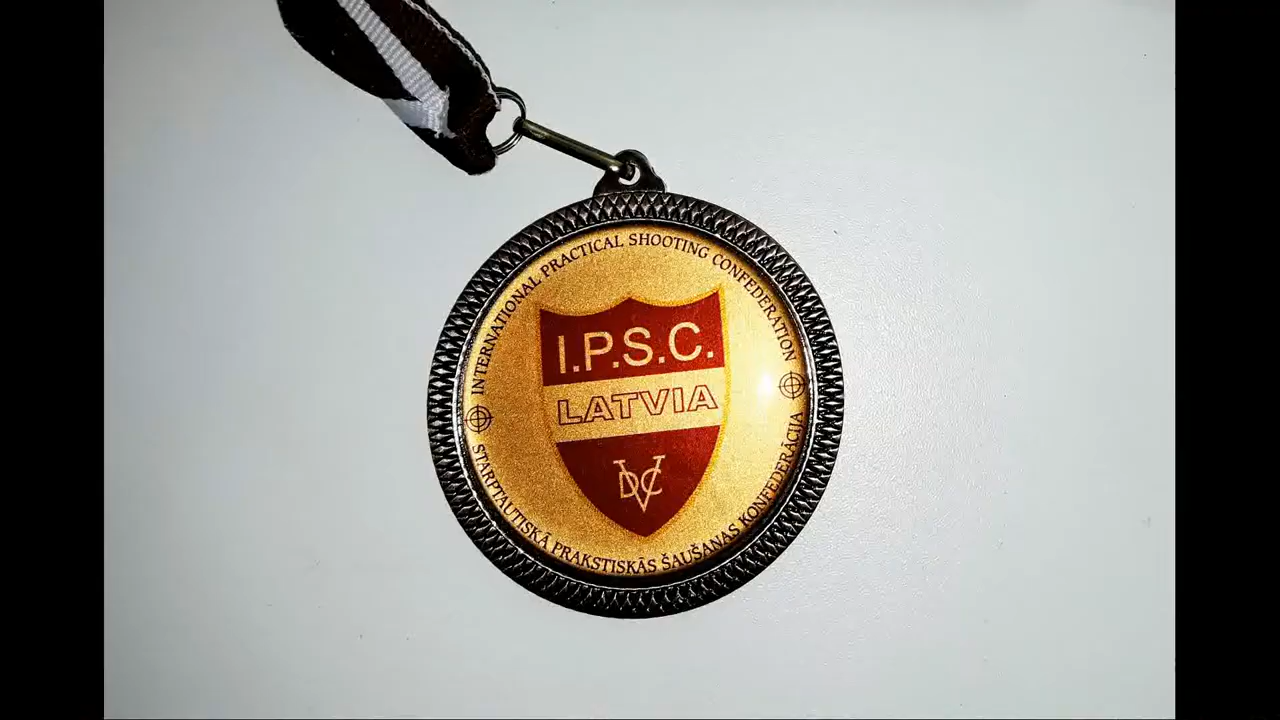 INTERNATIONAL PRACTICAL SHOOTING CONFEDERATION
I.P.S.C.
LATVIA
DVC
STARPTAUTISKĀ PRAKSTISKĀS ŠAUŠANAS KONFEDERĀCIJA